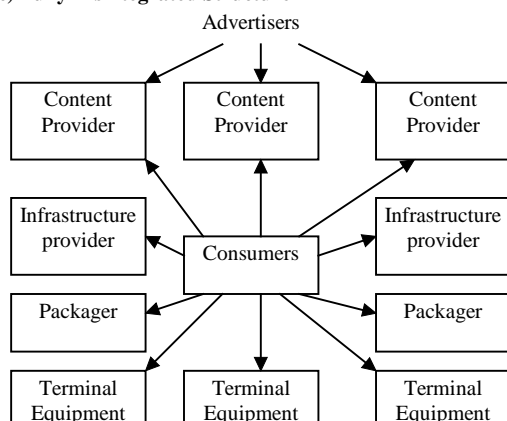 Advertisers
Content
Provider
Content
Provider
Content
Provider
Infrastructure
provider
Consumers
Infrastructure
provider
Packager
Packager
Terminal
Equipment
Terminal
Equipment
Terminal
Equipment